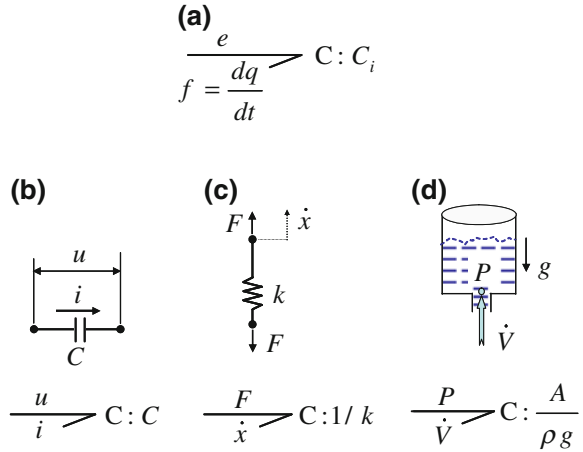 (a)
e
f = dq/dt
C : C_i
(b)
u
i
C
u
i
C : C
(c)
F
ẋ
k
F
F
ẋ
C : 1/ k
(d)
P
g
V̇
P
V̇
C : A/ρ g